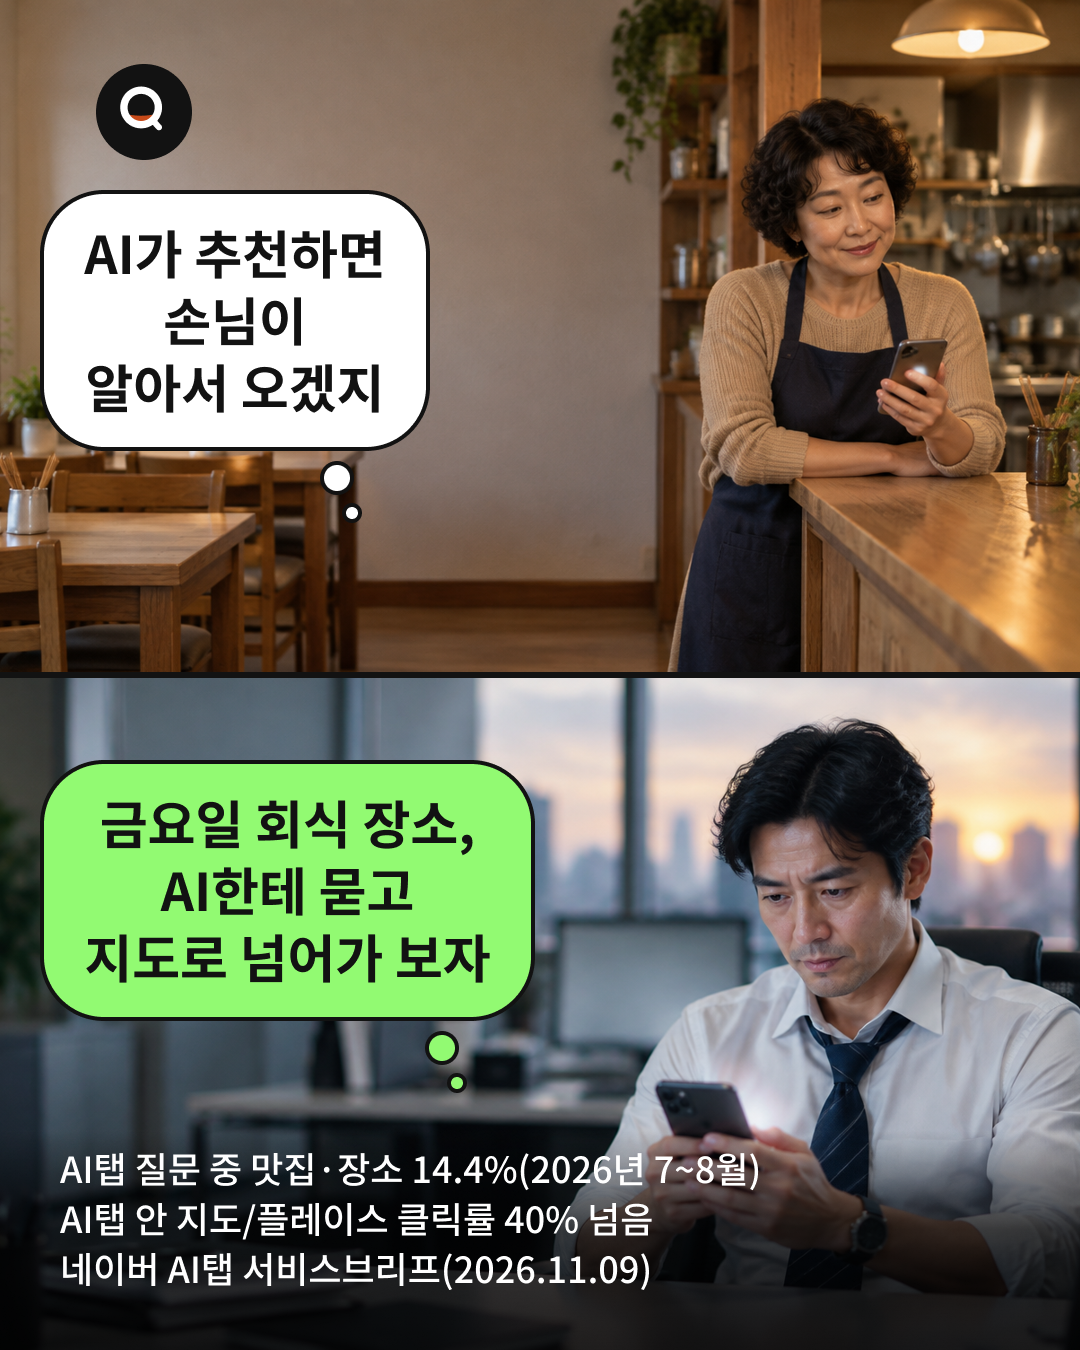 AI가 추천하면
손님이
알아서 오겠지
금요일 회식 장소,
AI한테 묻고
지도로 넘어가 보자
AI탭 질문 중 맛집·장소 14.4%(2026년 7~8월)
AI탭 안 지도/플레이스 클릭률 40% 넘음
네이버 AI탭 서비스브리프(2026.11.09)